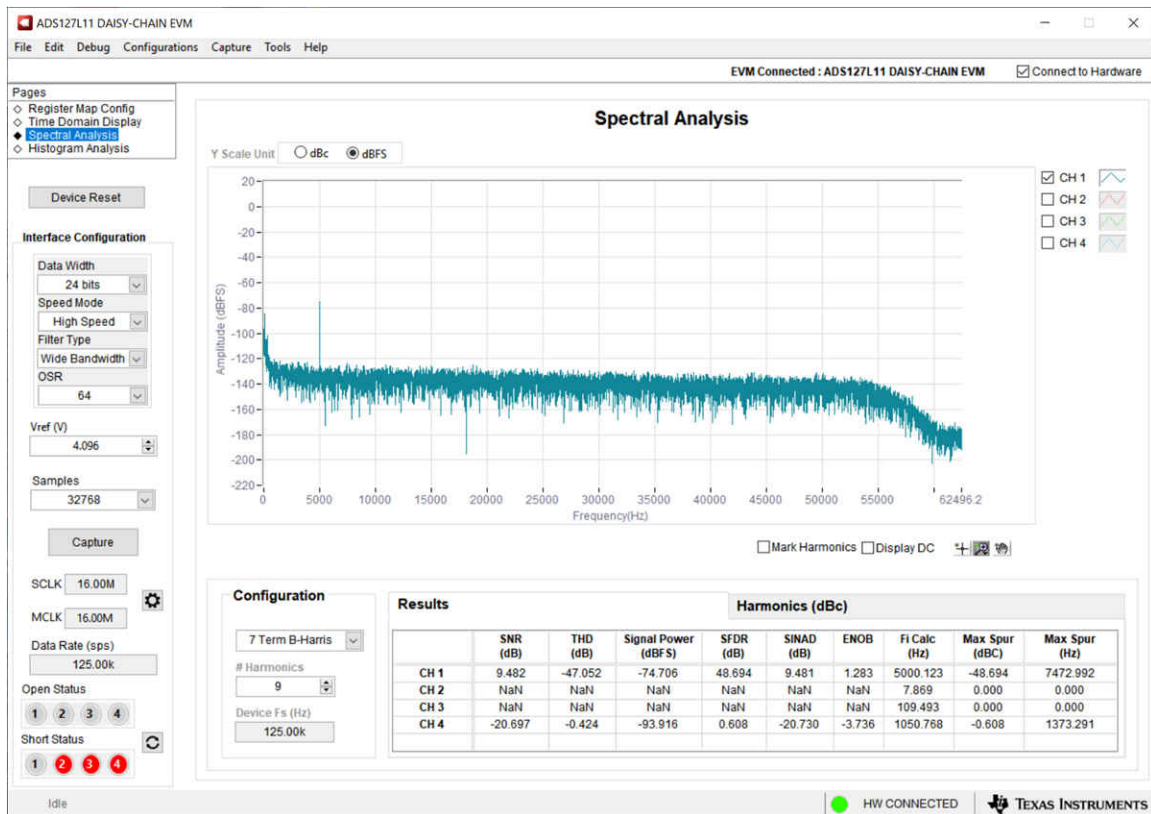 ADS127L11 DAISY-CHAIN EVM
File Edit Debug Configurations Capture Tools Help
EVM Connected : ADS127L11 DAISY-CHAIN EVM Connect to Hardware
Pages
Register Map Config
Time Domain Display
Spectral Analysis
Histogram Analysis
Device Reset
Interface Configuration
Data Width
24 bits
Speed Mode
High Speed
Filter Type
Wide Bandwidth
OSR
64
Vref (V)
4.096
Samples
32768
Capture
SCLK 16.00M
MCLK 16.00M
Data Rate (sps)
125.00k
Open Status
1 2 3 4
Short Status
1 2 3 4
Spectral Analysis
Y Scale Unit dBc dBFS
CH 1
CH 2
CH 3
CH 4
Amplitude (dBFS)
20
0
-20
-40
-60
-80
-100
-120
-140
-160
-180
-200
-220
0 5000 10000 15000 20000 25000 30000 35000 40000 45000 50000 55000 62496.2
Frequency(Hz)
Mark Harmonics Display DC
Configuration
7 Term B-Harris
# Harmonics
9
Device Fs (Hz)
125.00k
Results Harmonics (dBc)
SNR (dB) THD (dB) Signal Power (dBFS) SFDR (dB) SINAD (dB) ENOB Fi Calc (Hz) Max Spur (dBC) Max Spur (Hz)
CH 1 9.482 -47.052 -74.706 48.694 9.481 1.283 5000.123 -48.694 7472.992
CH 2 NaN NaN NaN NaN NaN NaN 7.869 0.000 0.000
CH 3 NaN NaN NaN NaN NaN NaN 109.493 0.000 0.000
CH 4 -20.697 -0.424 -93.916 0.608 -20.730 -3.736 1050.768 -0.608 1373.291
Idle HW CONNECTED TEXAS INSTRUMENTS